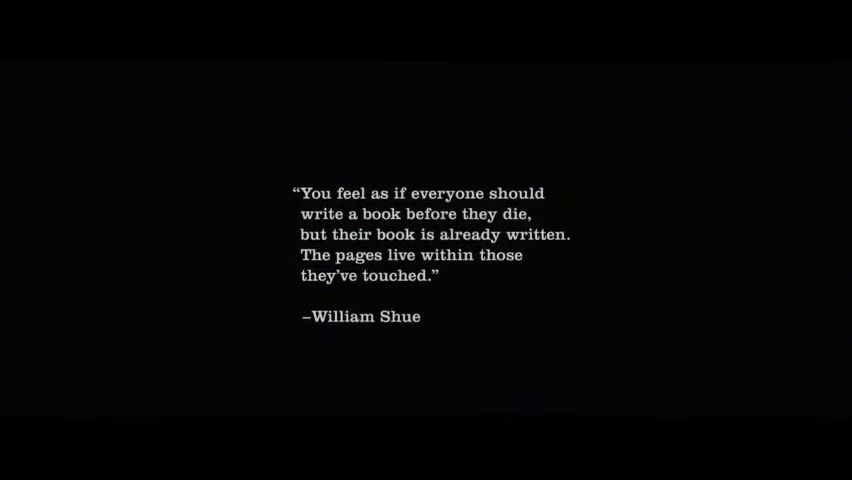 “You feel as if everyone should
write a book before they die,
but their book is already written.
The pages live within those
they’ve touched.”
–William Shue